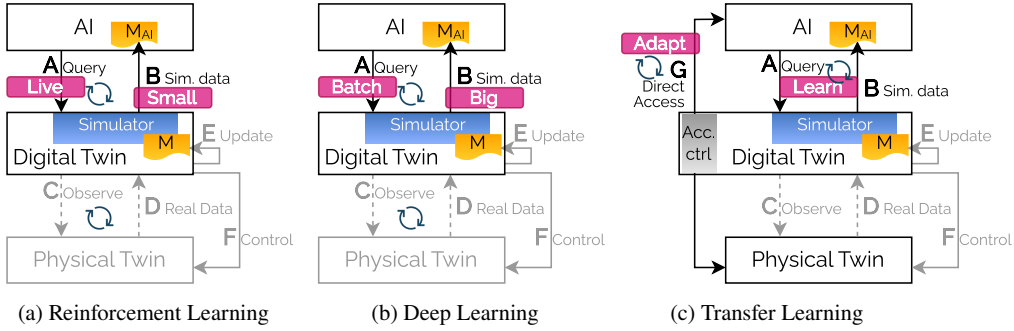 AI
M_AI
A Query
B Sim. data
Live
Small
Simulator
M
Digital Twin
E Update
C Observe
D Real Data
F Control
Physical Twin
(a) Reinforcement Learning
AI
M_AI
A Query
B Sim. data
Batch
Big
Simulator
M
Digital Twin
E Update
C Observe
D Real Data
F Control
Physical Twin
(b) Deep Learning
AI
M_AI
Adapt
G
Direct
Access
A Query
Learn
B Sim. data
Acc.
ctrl
Simulator
M
Digital Twin
E Update
C Observe
D Real Data
F Control
Physical Twin
(c) Transfer Learning